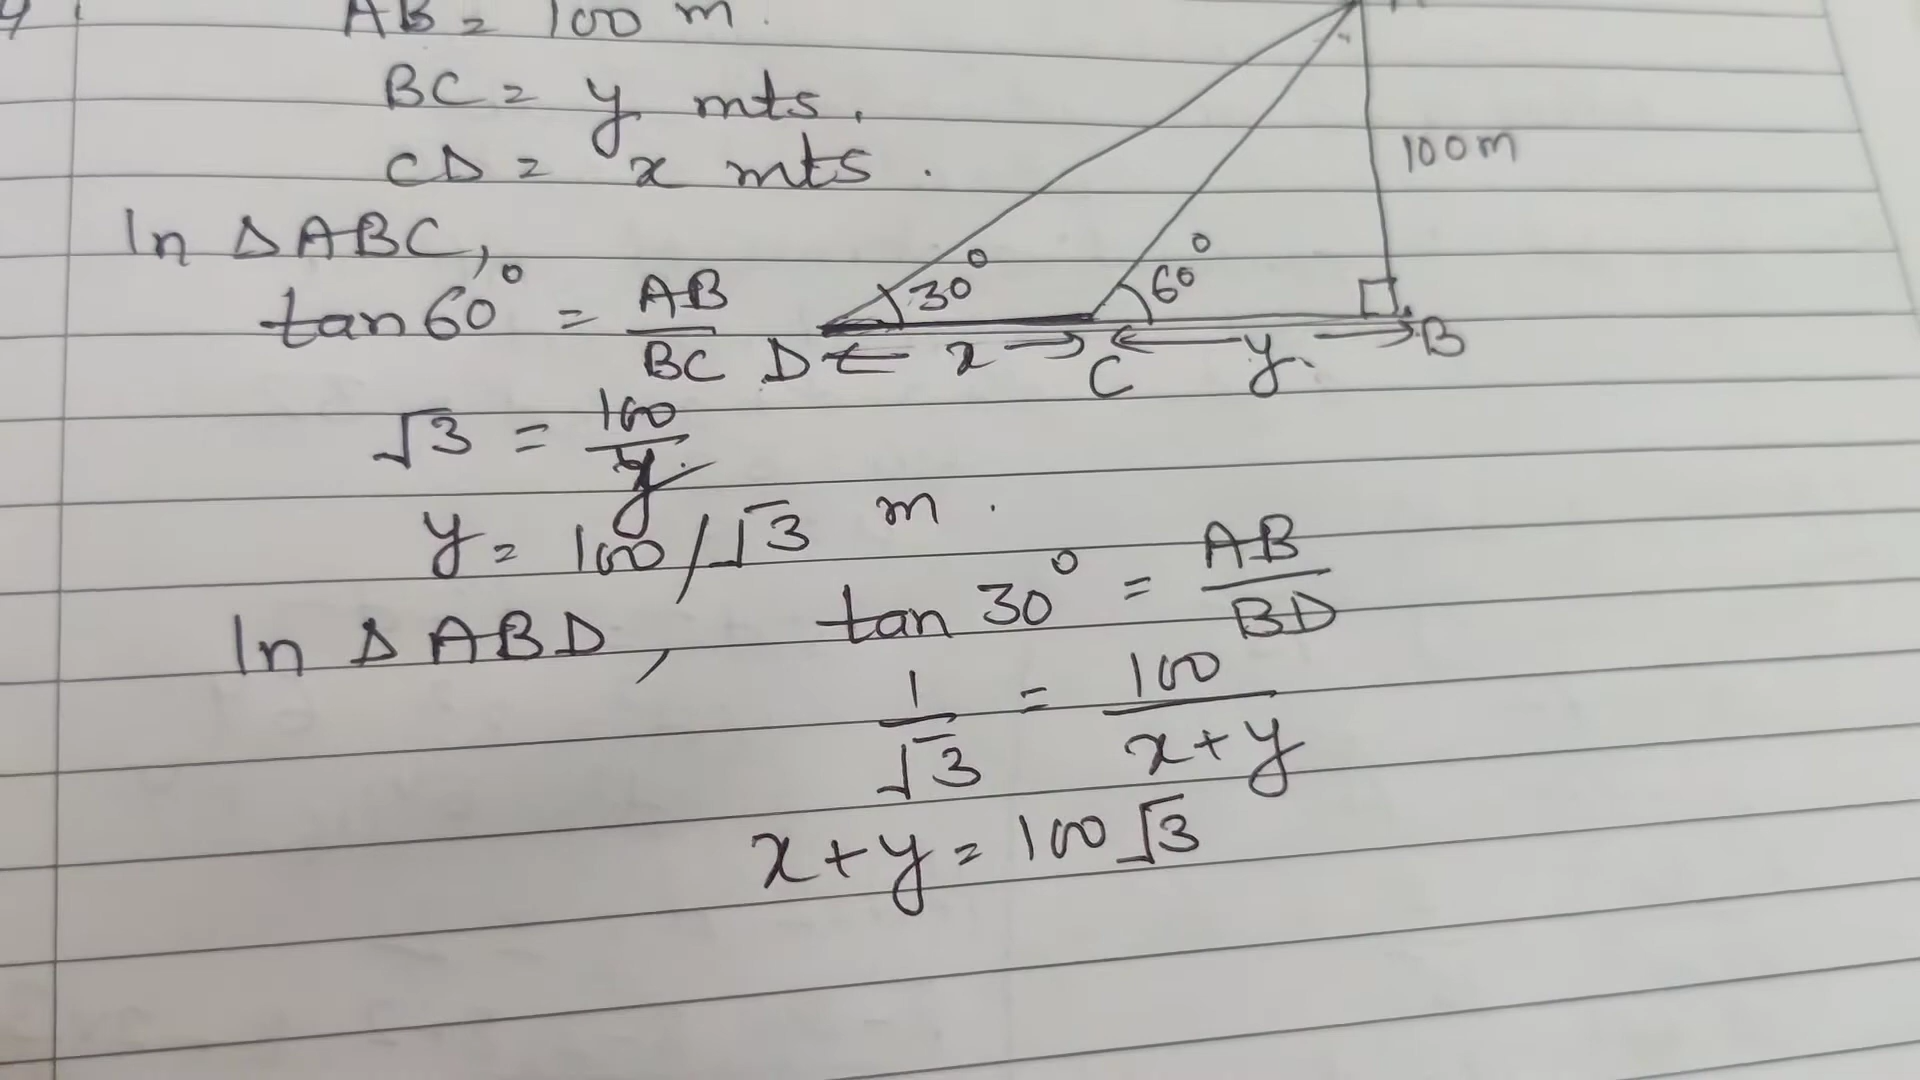 AB = 100 m.
BC = y mts.
CD = x mts.
100m
In ΔABC,
30°
60°
tan 60° = AB/BC
D x C y B
√3 = 100/y
y = 100/√3 m.
In ΔABD, tan 30° = AB/BD
1/√3 = 100/x+y
x+y = 100√3